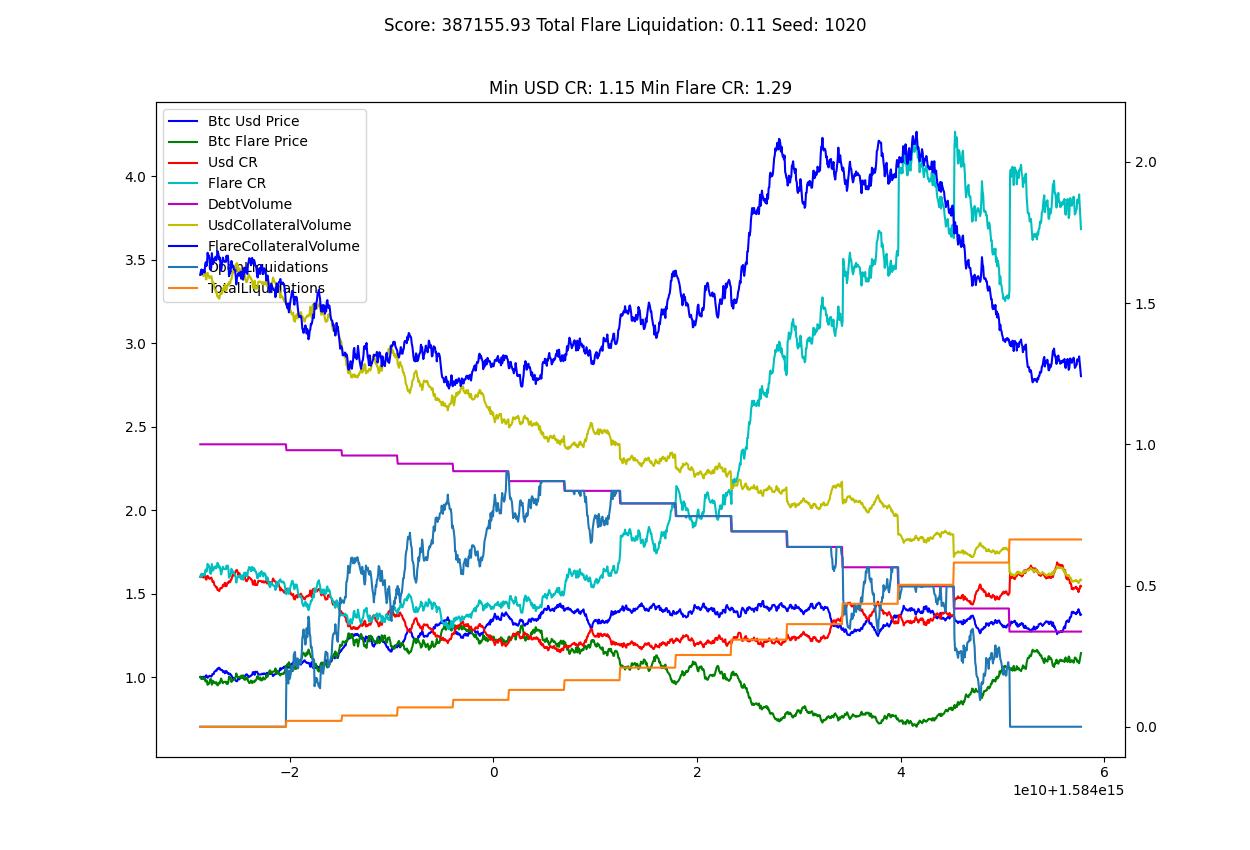 Score: 387155.93 Total Flare Liquidation: 0.11 Seed: 1020
Min USD CR: 1.15 Min Flare CR: 1.29
Btc Usd Price
Btc Flare Price
Usd CR
Flare CR
DebtVolume
UsdCollateralVolume
FlareCollateralVolume
TotalLiquidations
4.0
3.5
3.0
2.5
2.0
1.5
1.0
2.0
1.5
1.0
0.5
0.0
−2
0
2
4
6
1e10+1.584e15